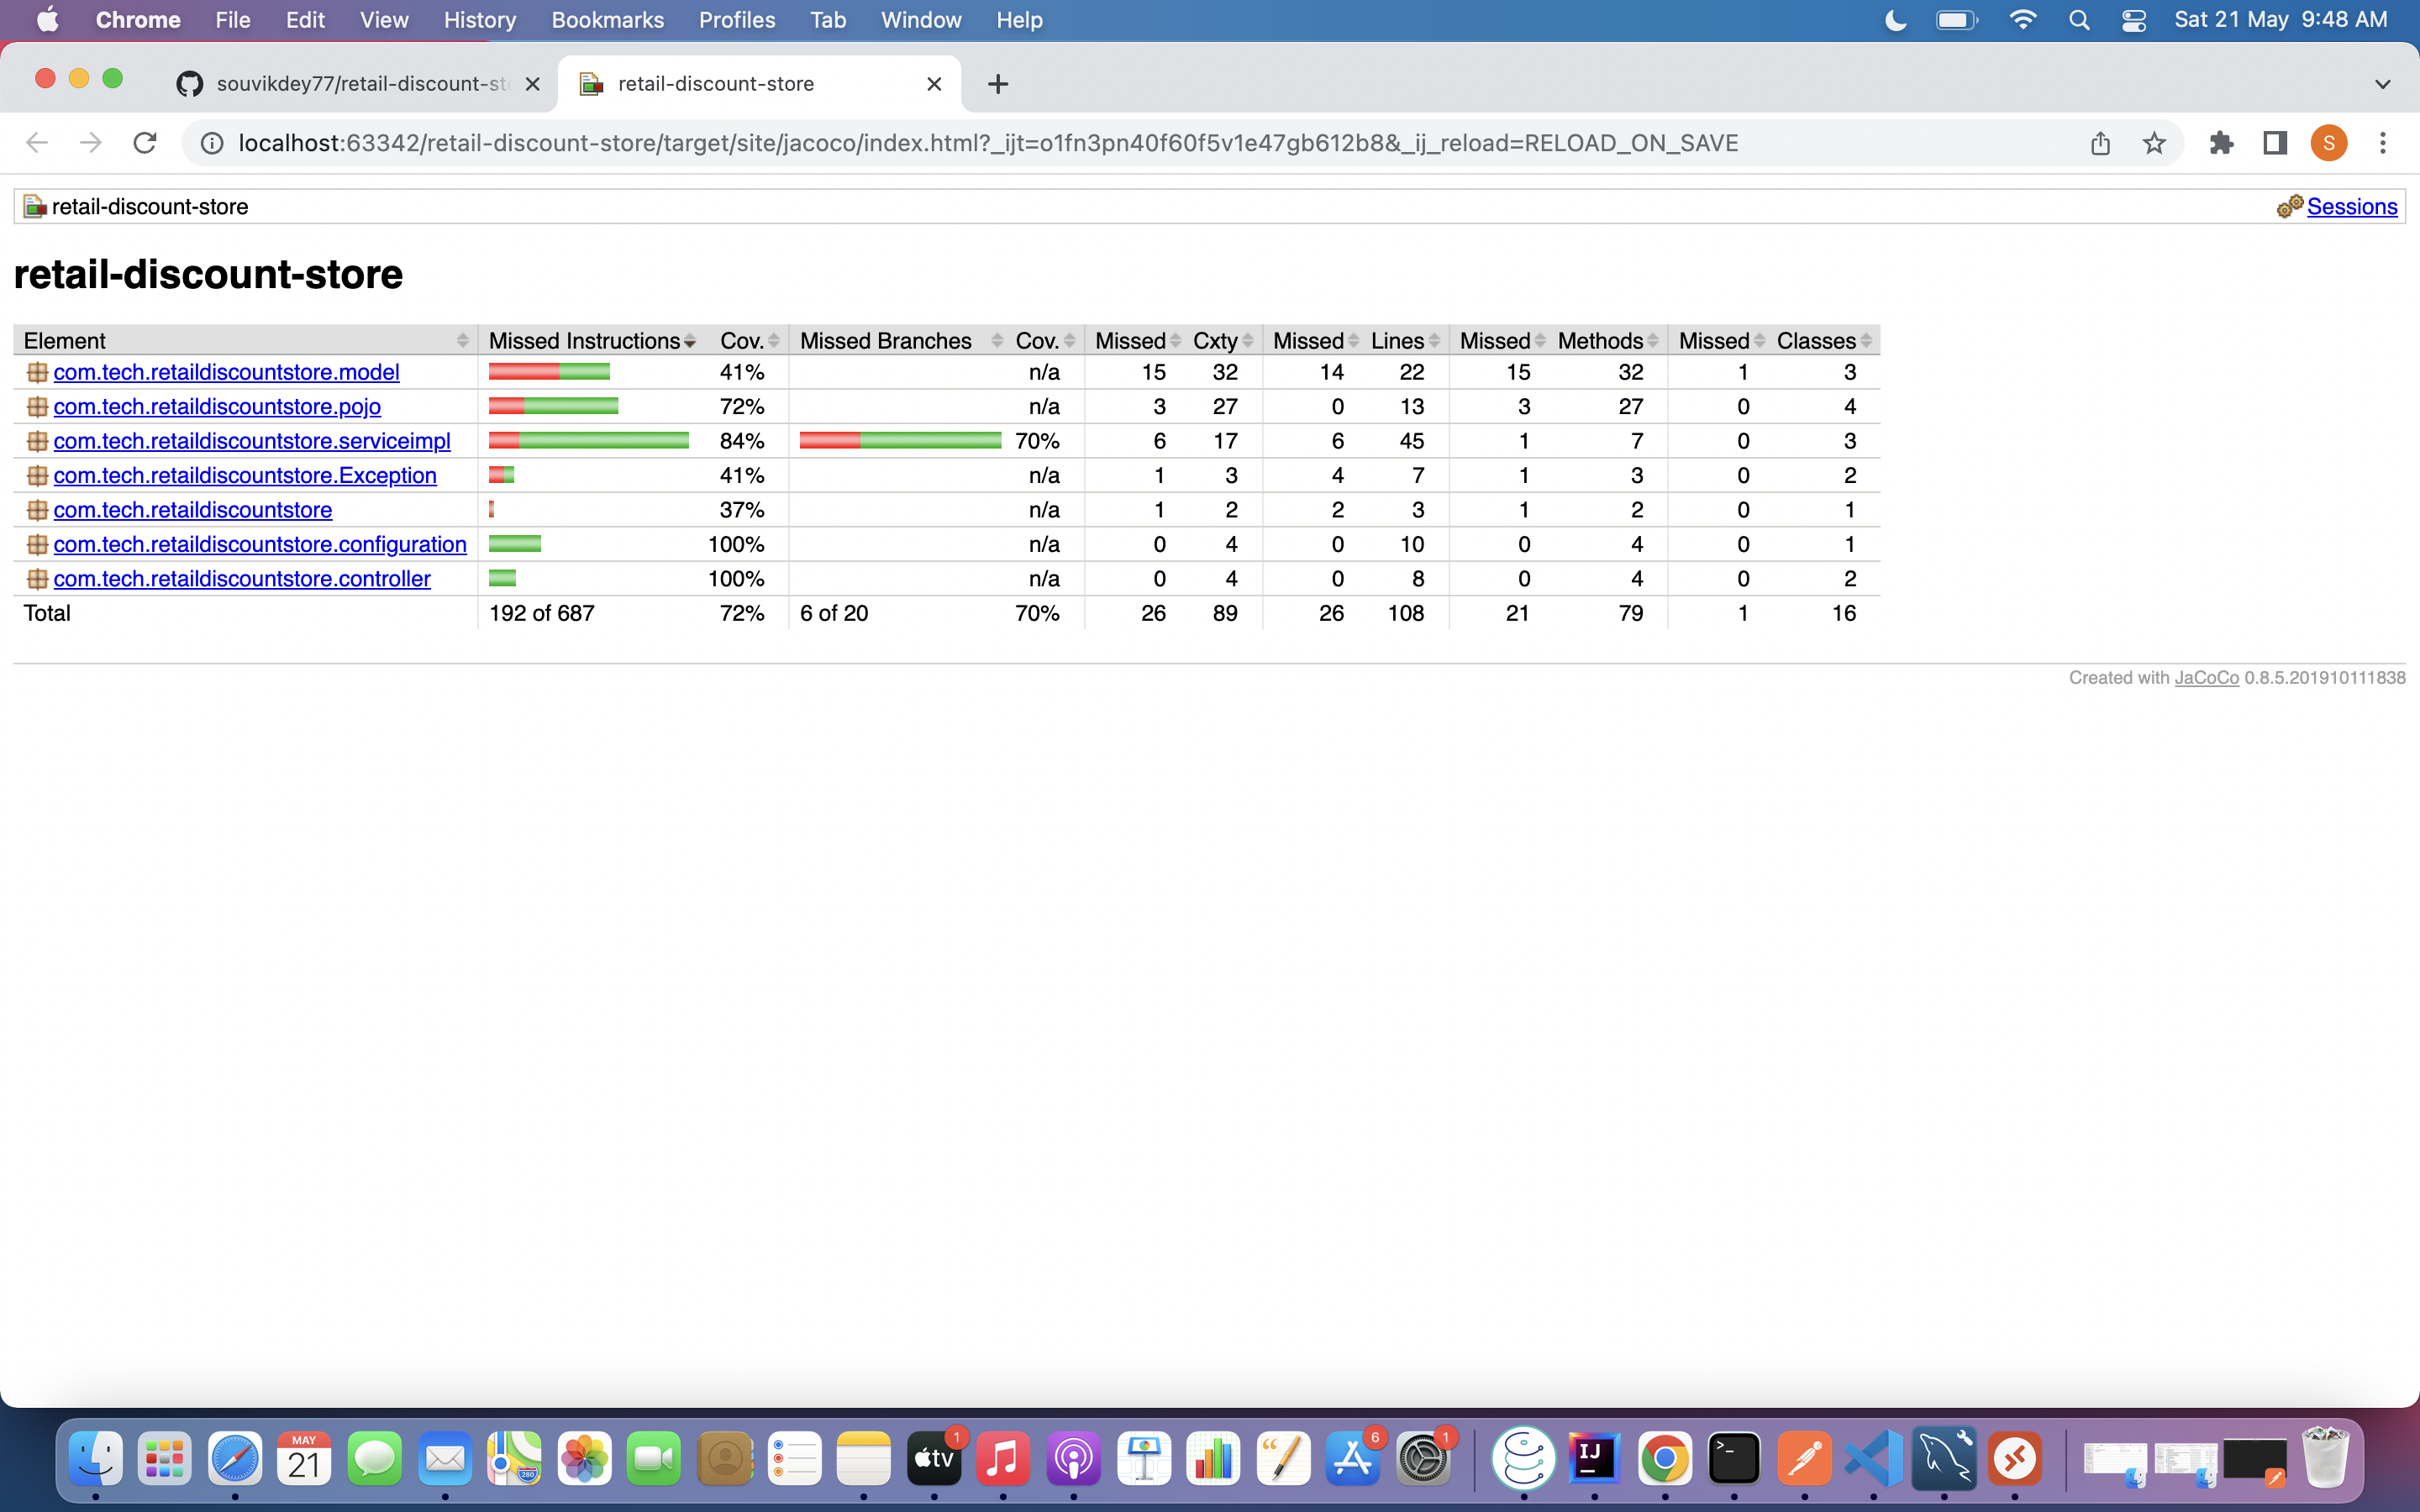 Chrome File Edit View History Bookmarks Profiles Tab Window Help Sat 21 May 9:48 AM
souvikdey77/retail-discount-st retail-discount-store
localhost:63342/retail-discount-store/target/site/jacoco/index.html?_ijt=o1fn3pn40f60f5v1e47gb612b8&_ij_reload=RELOAD_ON_SAVE S
retail-discount-store Sessions
retail-discount-store
Element Missed Instructions Cov. Missed Branches Cov. Missed Cxty Missed Lines Missed Methods Missed Classes
com.tech.retaildiscountstore.model 41% n/a 15 32 14 22 15 32 1 3
com.tech.retaildiscountstore.pojo 72% n/a 3 27 0 13 3 27 0 4
com.tech.retaildiscountstore.serviceimpl 84% 70% 6 17 6 45 1 7 0 3
com.tech.retaildiscountstore.Exception 41% n/a 1 3 4 7 1 3 0 2
com.tech.retaildiscountstore 37% n/a 1 2 2 3 1 2 0 1
com.tech.retaildiscountstore.configuration 100% n/a 0 4 0 10 0 4 0 1
com.tech.retaildiscountstore.controller 100% n/a 0 4 0 8 0 4 0 2
Total 192 of 687 72% 6 of 20 70% 26 89 26 108 21 79 1 16
Created with JaCoCo 0.8.5.201910111838
MAY
21
280
tv
1
6
1
IJ
>_